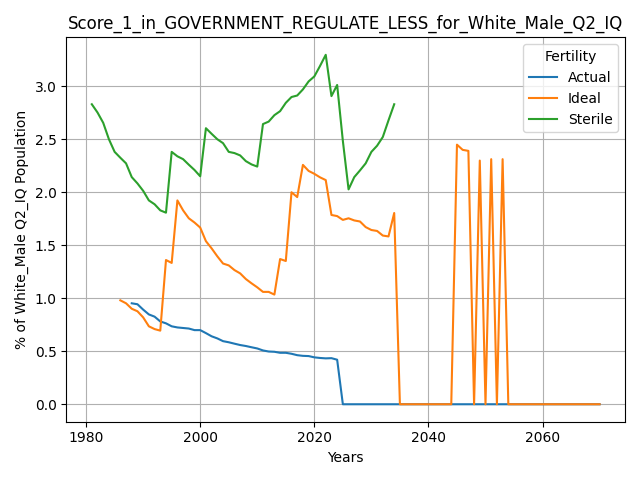 Score_1_in_GOVERNMENT_REGULATE_LESS_for_White_Male_Q2_IQ
Fertility
Actual
Ideal
Sterile
% of White_Male Q2_IQ Population
3.0
2.5
2.0
1.5
1.0
0.5
0.0
1980 2000 2020 2040 2060
Years